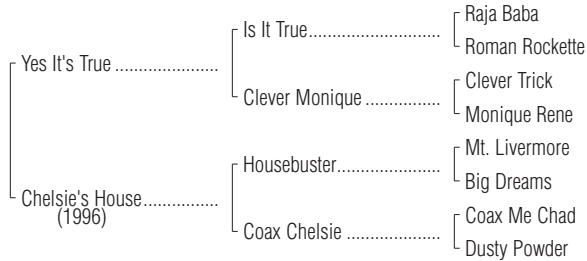 Raja Baba
Is It True
Roman Rockette
Yes It's True
Clever Trick
Clever Monique
Monique Rene
Mt. Livermore
Housebuster
Big Dreams
Chelsie's House
(1996)
Coax Me Chad
Coax Chelsie
Dusty Powder